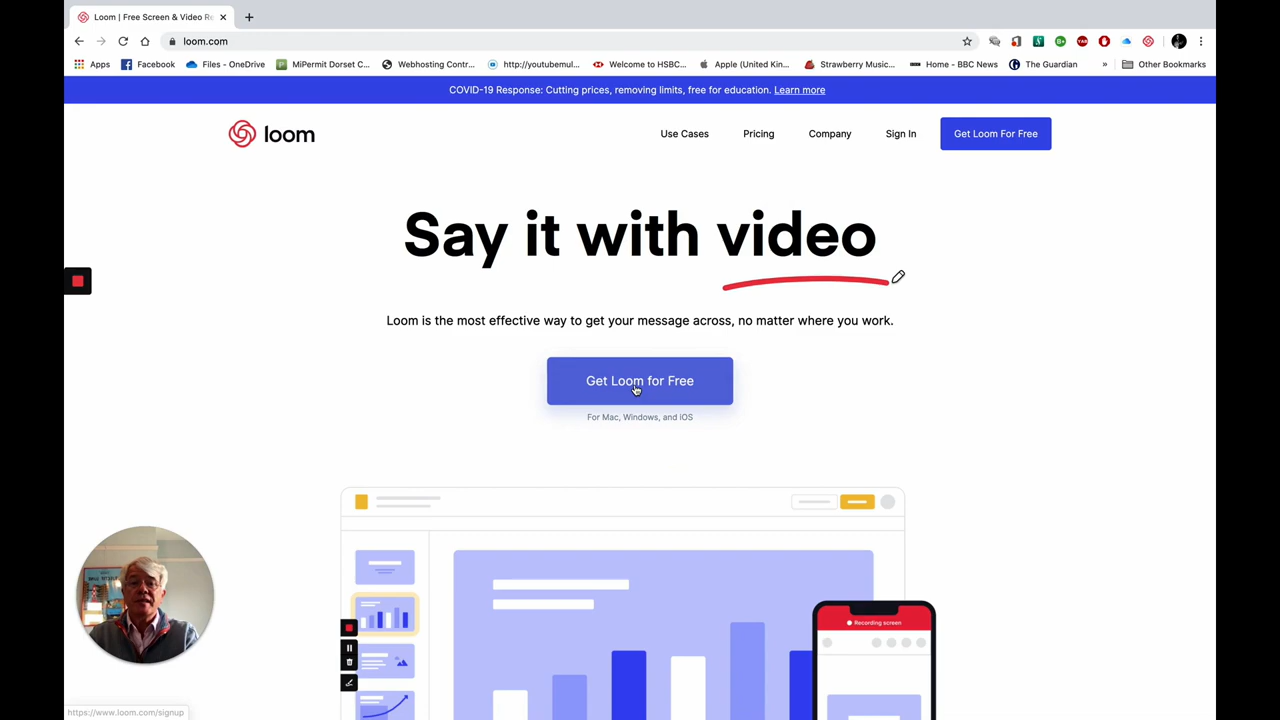 Loom | Free Screen & Video Re
loom.com
Apps
Facebook
Files - OneDrive
MiPermit Dorset C...
Webhosting Contr...
http://youtubemul...
Welcome to HSBC...
Apple (United Kin...
Strawberry Music...
Home - BBC News
The Guardian
»
Other Bookmarks
COVID-19 Response: Cutting prices, removing limits, free for education. Learn more
loom
Use Cases
Pricing
Company
Sign In
Get Loom For Free
Say it with video
Loom is the most effective way to get your message across, no matter where you work.
Get Loom for Free
For Mac, Windows, and iOS
Recording screen
https://www.loom.com/signup